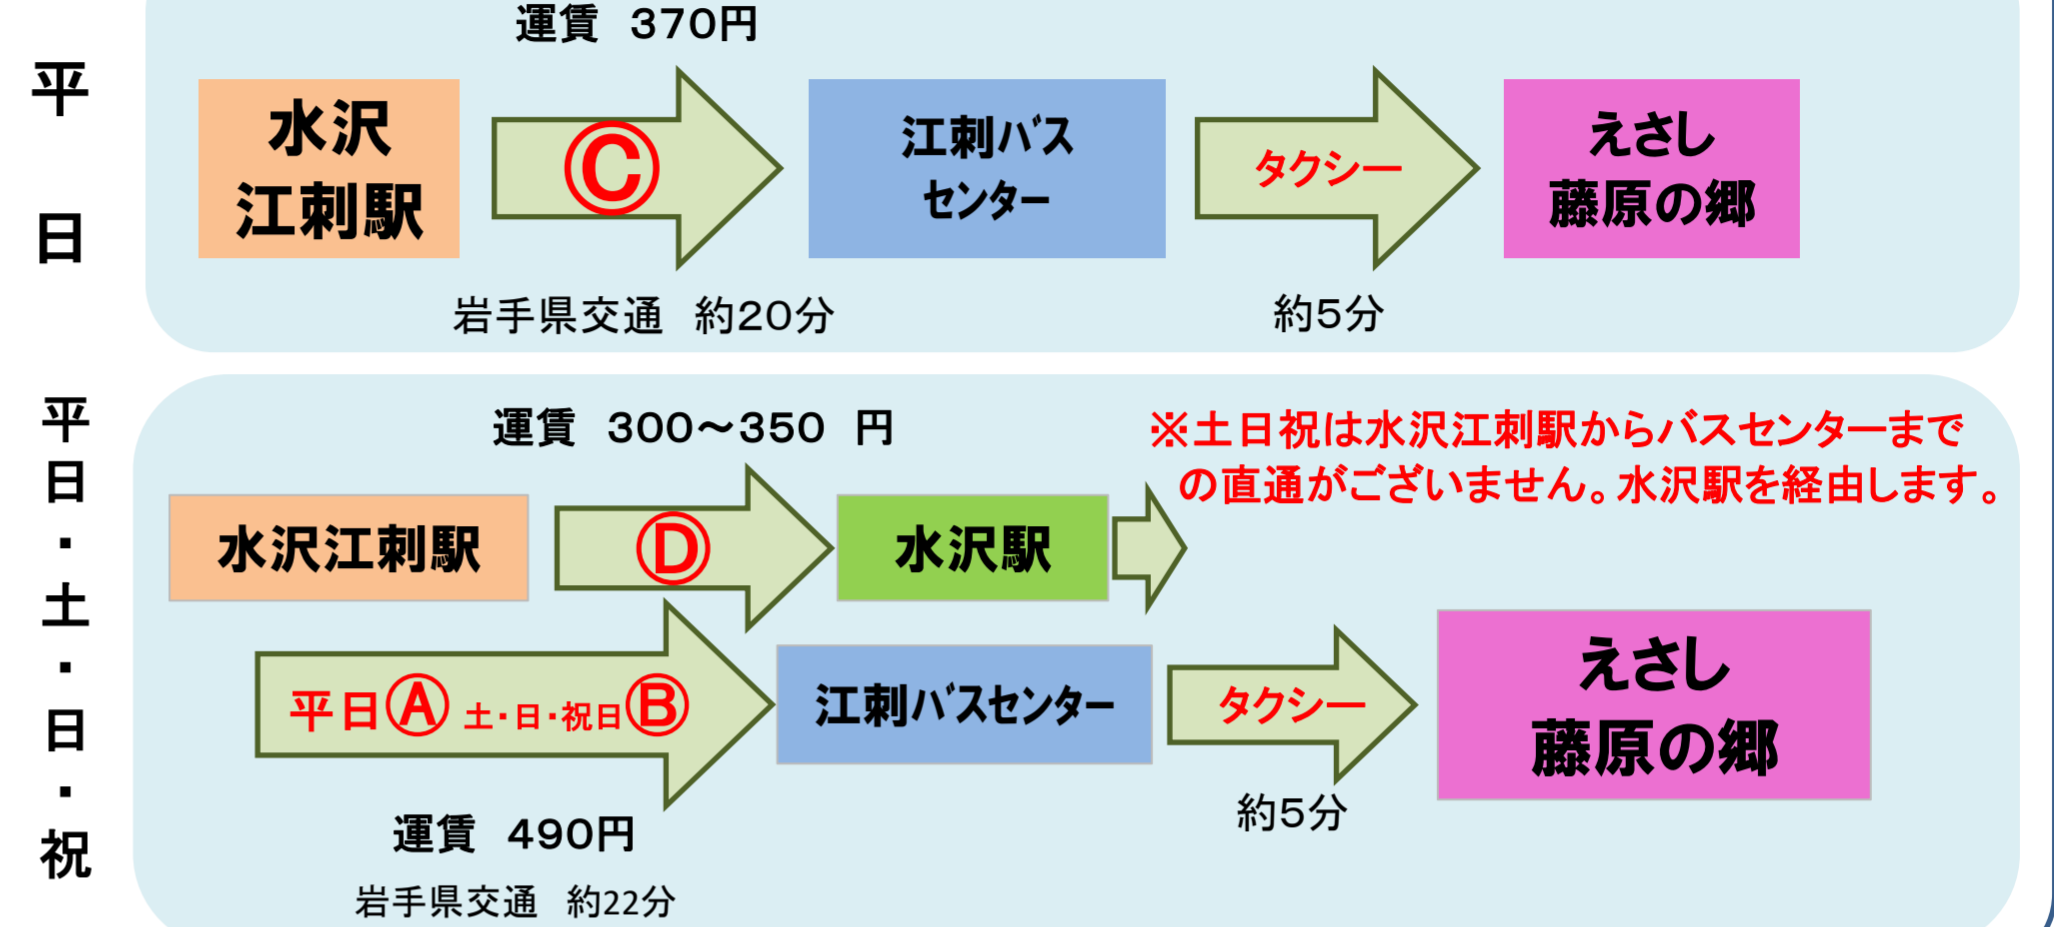 平日
運賃　370円
水沢
江刺駅
Ⓒ
江刺バス
センター
タクシー
えさし
藤原の郷
岩手県交通　約20分
約5分
平日・土・日・祝
運賃　300～350　円
※土日祝は水沢江刺駅からバスセンターまで
の直通がございません。水沢駅を経由します。
水沢江刺駅
Ⓓ
水沢駅
平日Ⓐ 土・日・祝日Ⓑ
江刺バスセンター
タクシー
えさし
藤原の郷
運賃　490円
約5分
岩手県交通　約22分